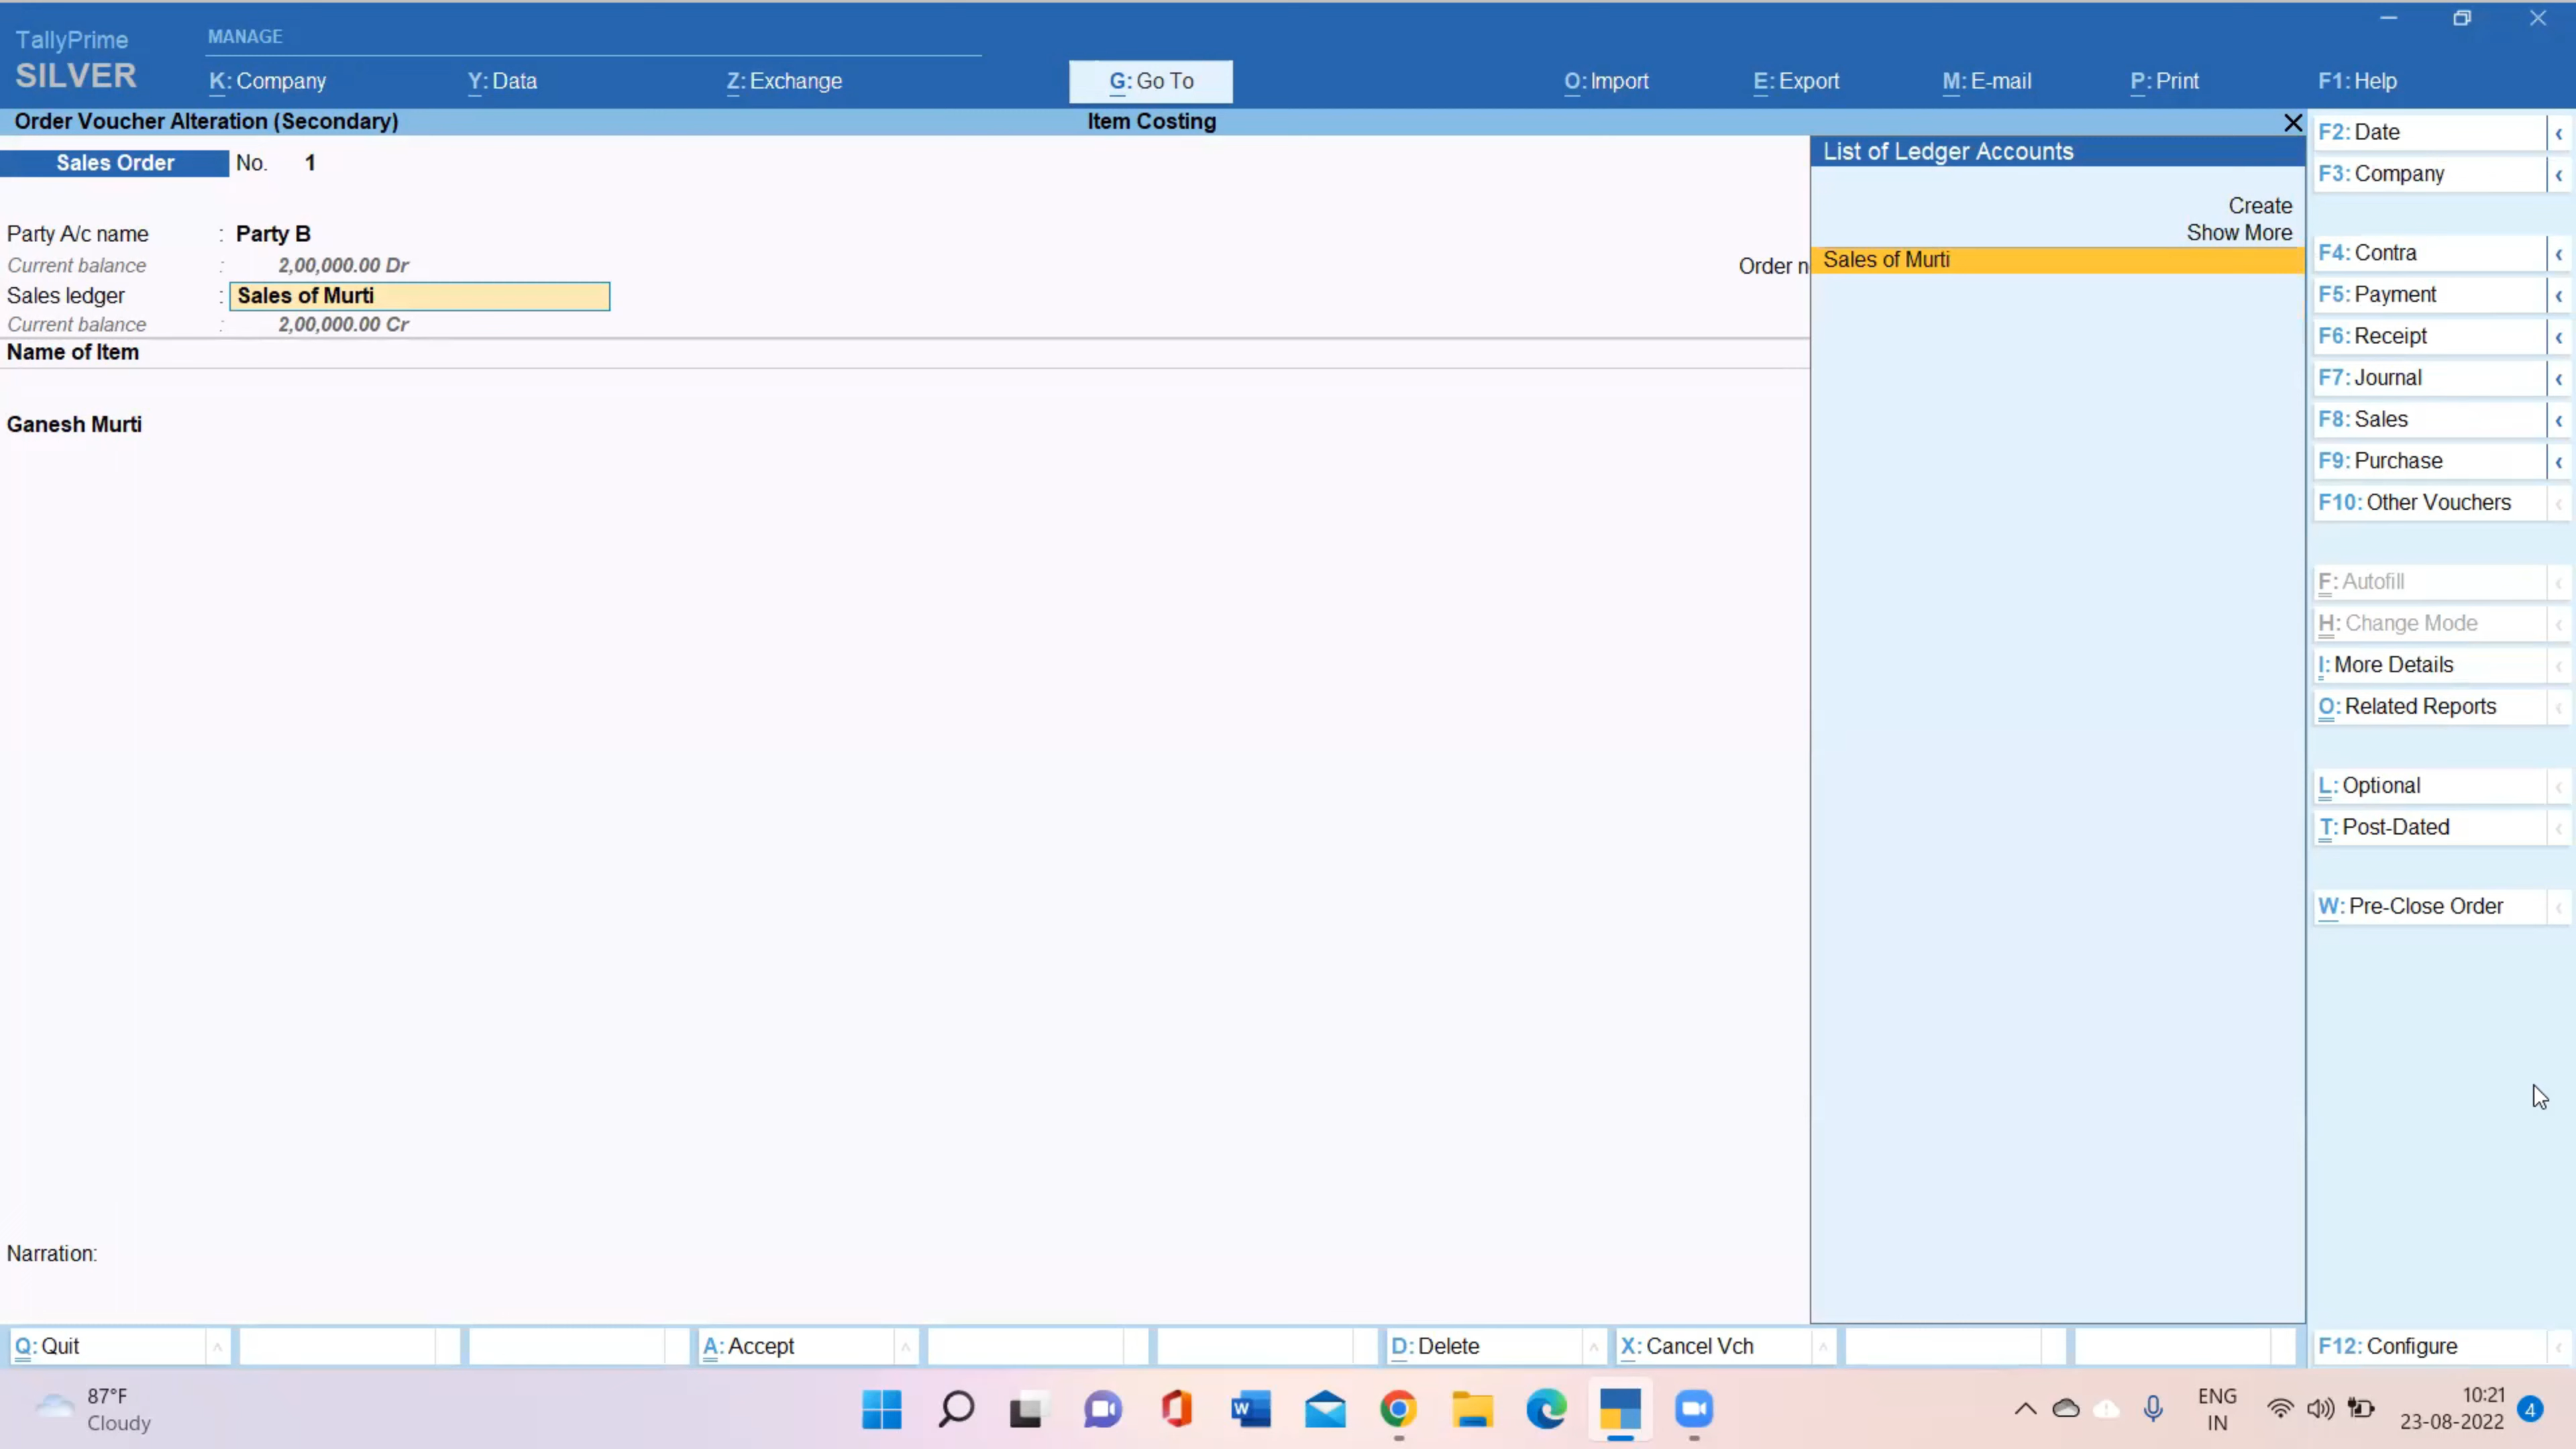 TallyPrime
SILVER
MANAGE
K: Company
Y: Data
Z: Exchange
G: Go To
O: Import
E: Export
M: E-mail
P: Print
F1: Help
Order Voucher Alteration (Secondary)
Item Costing
Sales Order
No. 1
Party A/c name : Party B
Current balance : 2,00,000.00 Dr
Order n
Sales ledger : Sales of Murti
Current balance : 2,00,000.00 Cr
Name of Item
Ganesh Murti
Narration:
List of Ledger Accounts
Create
Show More
Sales of Murti
F2: Date
F3: Company
F4: Contra
F5: Payment
F6: Receipt
F7: Journal
F8: Sales
F9: Purchase
F10: Other Vouchers
F: Autofill
H: Change Mode
I: More Details
O: Related Reports
L: Optional
T: Post-Dated
W: Pre-Close Order
F12: Configure
Q: Quit
A: Accept
D: Delete
X: Cancel Vch
87°F
Cloudy
W
ENG
IN
10:21
23-08-2022
4